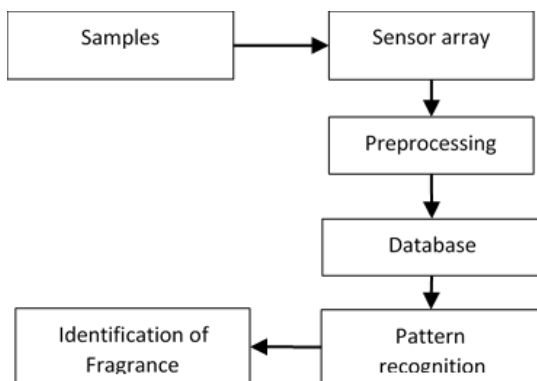 Samples
Sensor array
Preprocessing
Database
Pattern
recognition
Identification of
Fragrance